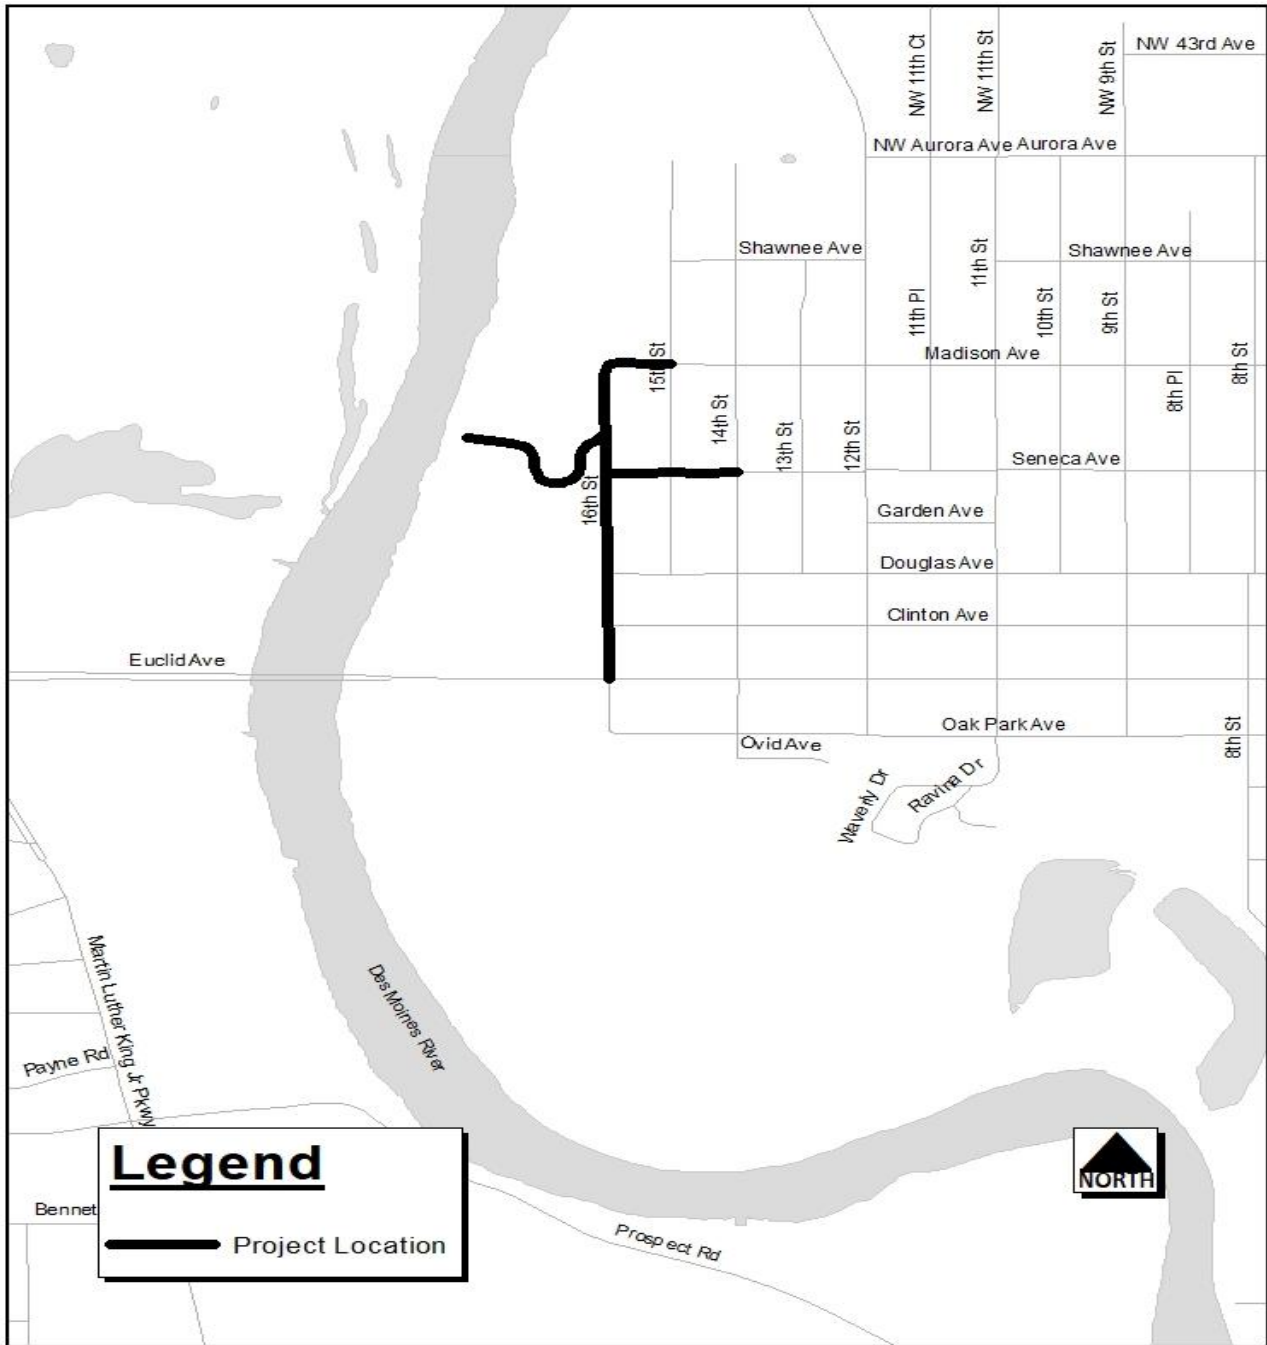 NW 11th Ct
NW 11th St
NW 9th St
NW 43rd Ave
NW Aurora Ave
Aurora Ave
Shawnee Ave
11th St
Shawnee Ave
11th Pl
10th St
9th St
Madison Ave
15th St
8th St
8th Pl
14th St
13th St
12th St
Seneca Ave
16th St
Garden Ave
Douglas Ave
Clinton Ave
Euclid Ave
Oak Park Ave
Ovid Ave
8th St
Waverly Dr
Ravina Dr
Martin Luther King Jr Pkwy
Des Moines River
Payne Rd
Legend
NORTH
Bennet
Project Location
Prospect Rd